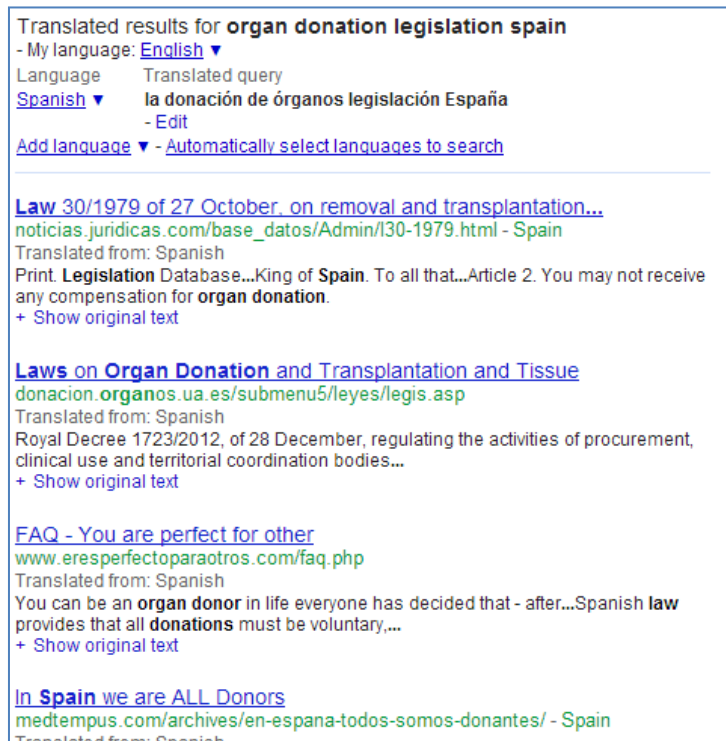 Translated results for organ donation legislation spain
- My language: English ▼
Language Translated query
Spanish ▼ la donación de órganos legislación España
- Edit
Add language ▼ - Automatically select languages to search
Law 30/1979 of 27 October, on removal and transplantation...
noticias.juridicas.com/base_datos/Admin/l30-1979.html - Spain
Translated from: Spanish
Print. Legislation Database...King of Spain. To all that...Article 2. You may not receive
any compensation for organ donation.
+ Show original text
Laws on Organ Donation and Transplantation and Tissue
donacion.organos.ua.es/submenu5/leyes/legis.asp
Translated from: Spanish
Royal Decree 1723/2012, of 28 December, regulating the activities of procurement,
clinical use and territorial coordination bodies...
+ Show original text
FAQ - You are perfect for other
www.eresperfectoparaotros.com/faq.php
Translated from: Spanish
You can be an organ donor in life everyone has decided that - after...Spanish law
provides that all donations must be voluntary,...
+ Show original text
In Spain we are ALL Donors
medtempus.com/archives/en-espana-todos-somos-donantes/ - Spain
Translated from: Spanish